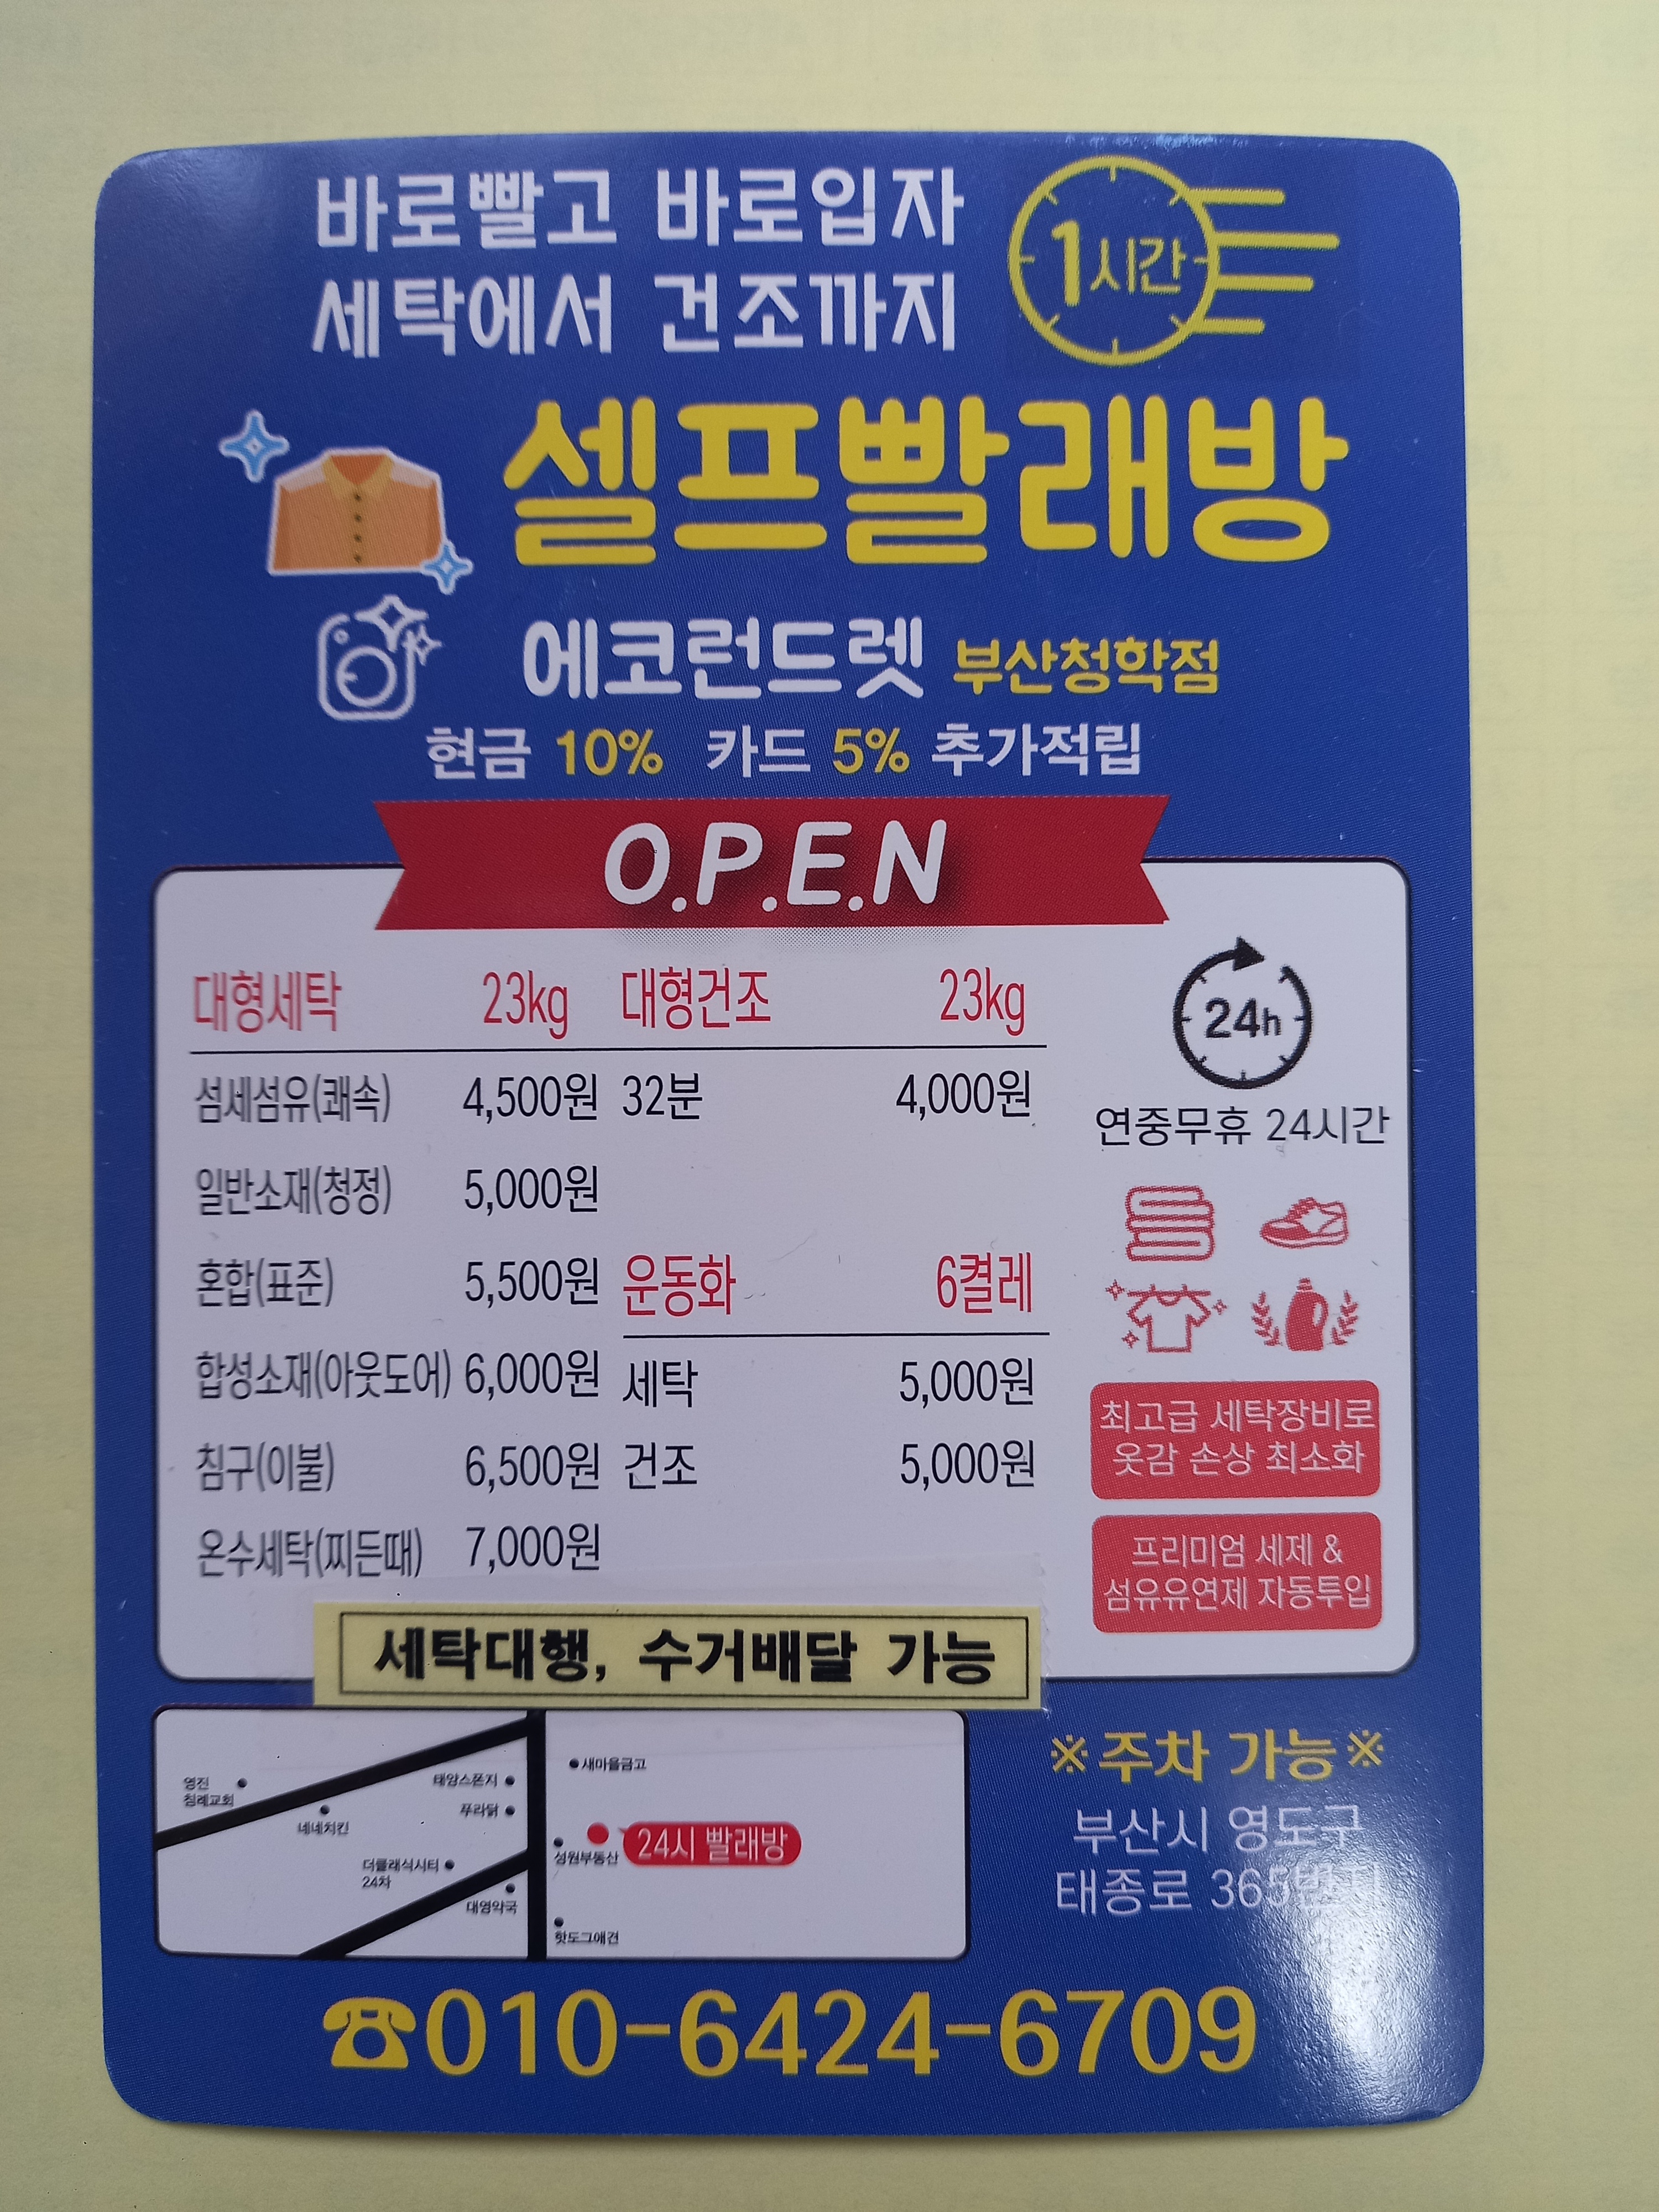 바로빨고 바로입자
세탁에서 건조까지
1시간
셀프빨래방
에코런드렛 부산청학점
현금 10% 카드 5% 추가적립
O.P.E.N
대형세탁 23kg
섬세섬유(쾌속) 4,500원
일반소재(청정) 5,000원
혼합(표준) 5,500원
합성소재(아웃도어) 6,000원
침구(이불) 6,500원
온수세탁(찌든때) 7,000원
대형건조 23kg
32분 4,000원
운동화 6켤레
세탁 5,000원
건조 5,000원
24h
연중무휴 24시간
최고급 세탁장비로
옷감 손상 최소화
프리미엄 세제 &
섬유유연제 자동투입
세탁대행, 수거배달 가능
영진
침례교회
네네치킨
태양스폰지
푸라닭
더클래식시티
24차
대영약국
새마을금고
성원부동산
24시 빨래방
핫도그애견
※주차 가능※
부산시 영도구
태종로 365번지
☎010-6424-6709